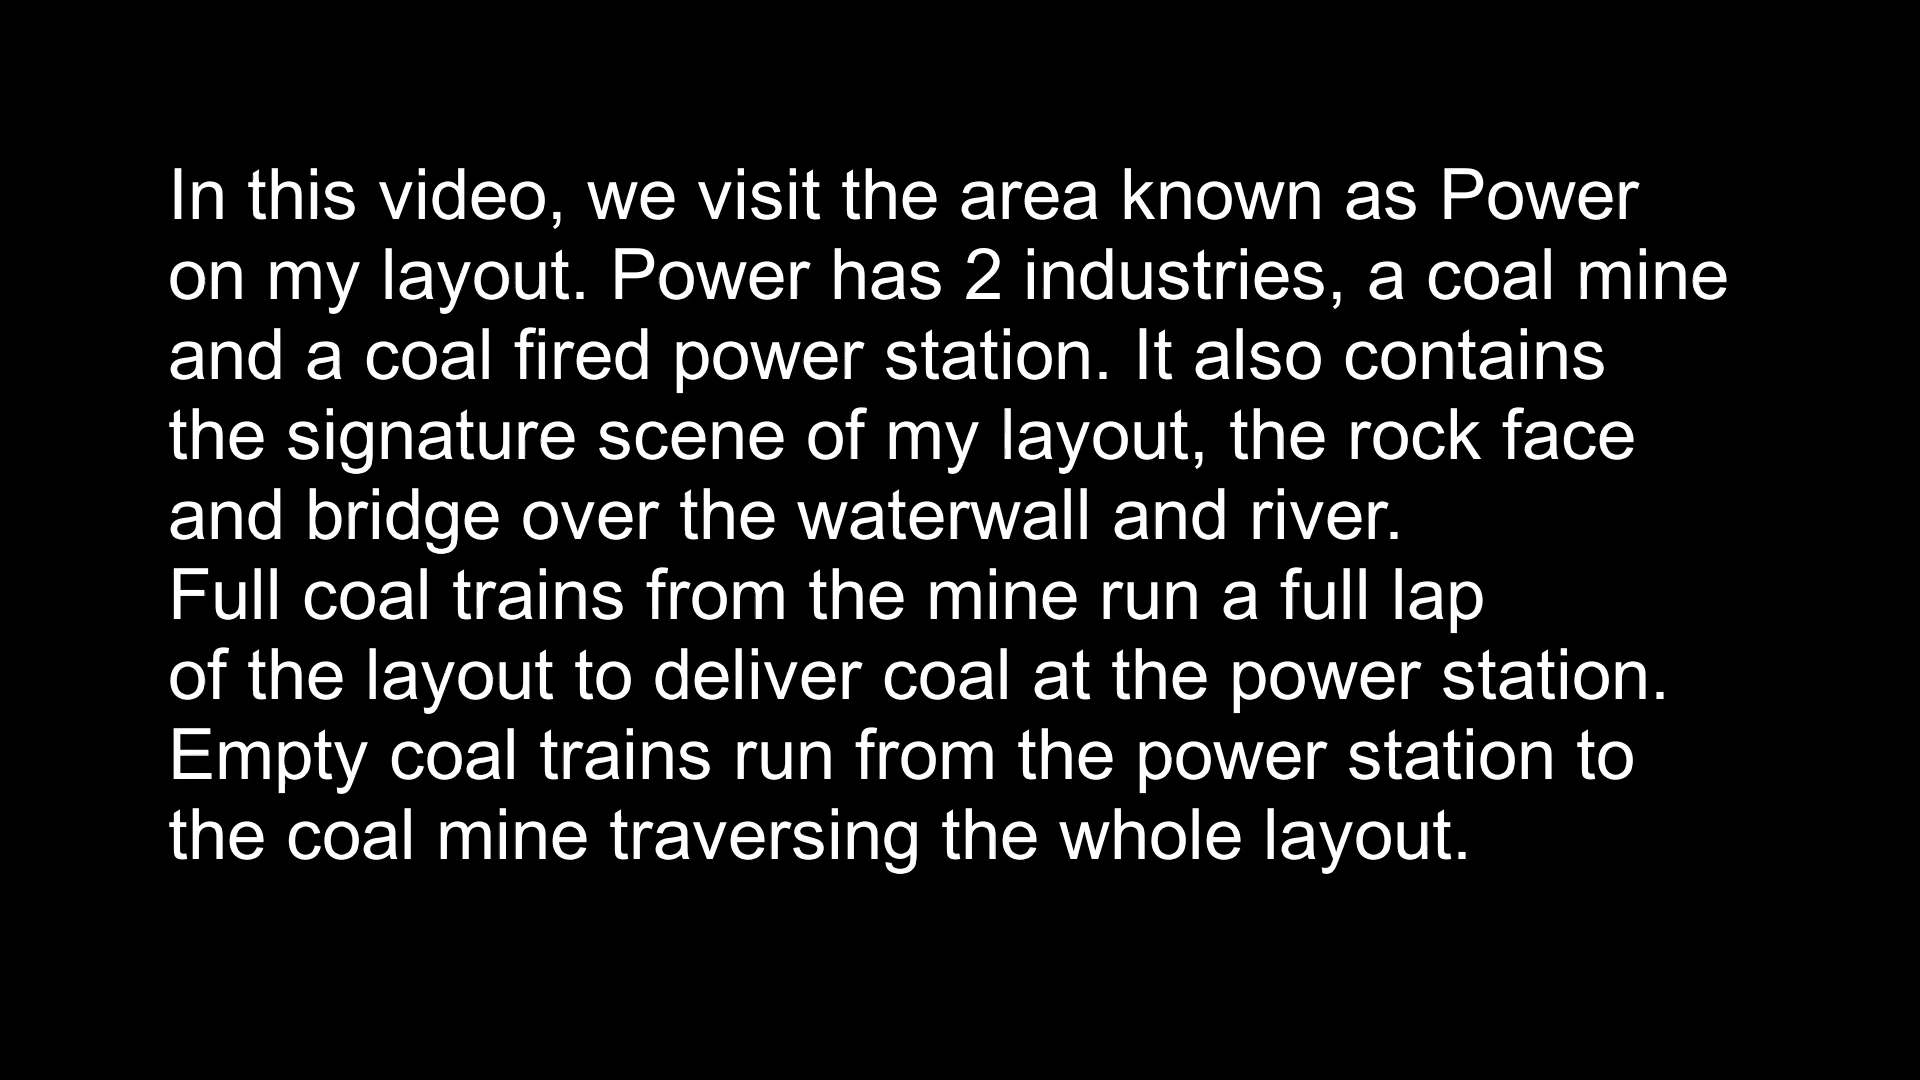 In this video, we visit the area known as Power
on my layout. Power has 2 industries, a coal mine
and a coal fired power station. It also contains
the signature scene of my layout, the rock face
and bridge over the waterwall and river.
Full coal trains from the mine run a full lap
of the layout to deliver coal at the power station.
Empty coal trains run from the power station to
the coal mine traversing the whole layout.